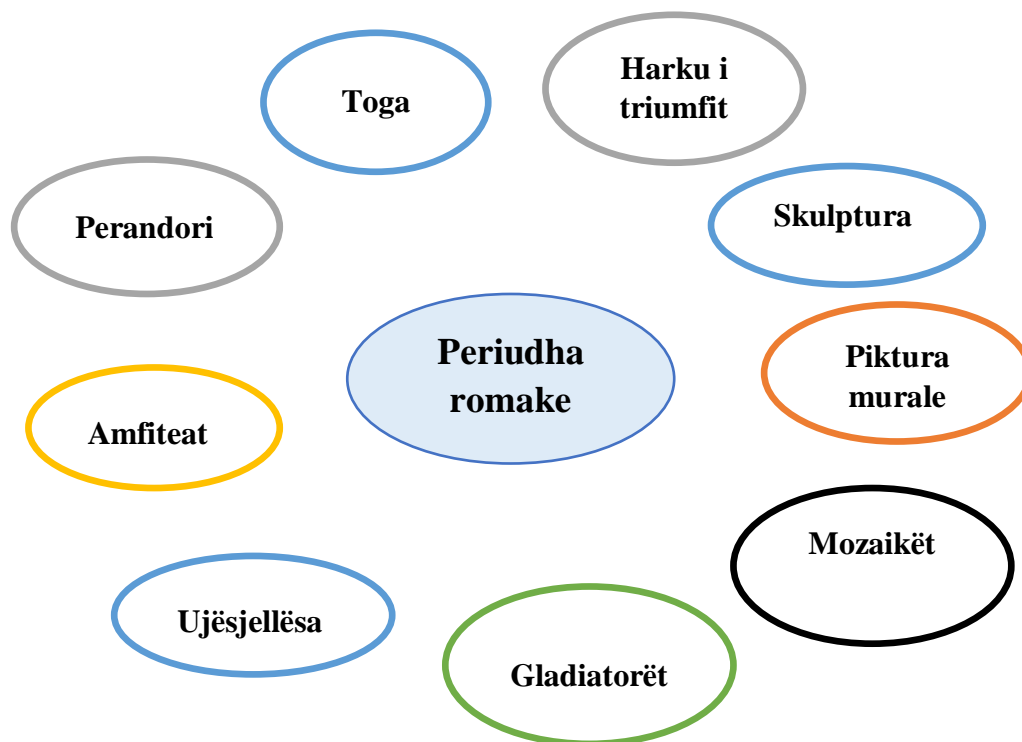 Toga
Harku i
triumfit
Perandori
Skulptura
Periudha
romake
Piktura
murale
Amfiteat
Mozaikët
Ujësjellësa
Gladiatorët